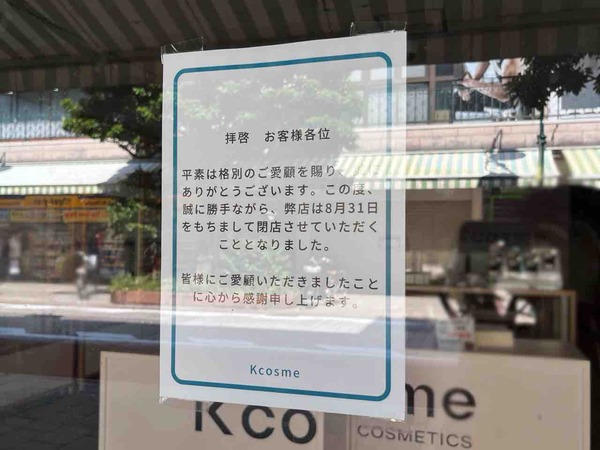 拝啓　お客様各位
平素は格別のご愛顧を賜り、
ありがとうございます。この度、
誠に勝手ながら、弊店は8月31日
をもちまして閉店させていただく
こととなりました。
皆様にご愛顧いただきましたこと
に心から感謝申し上げます。
Kcosme
Kco
me
COSMETICS